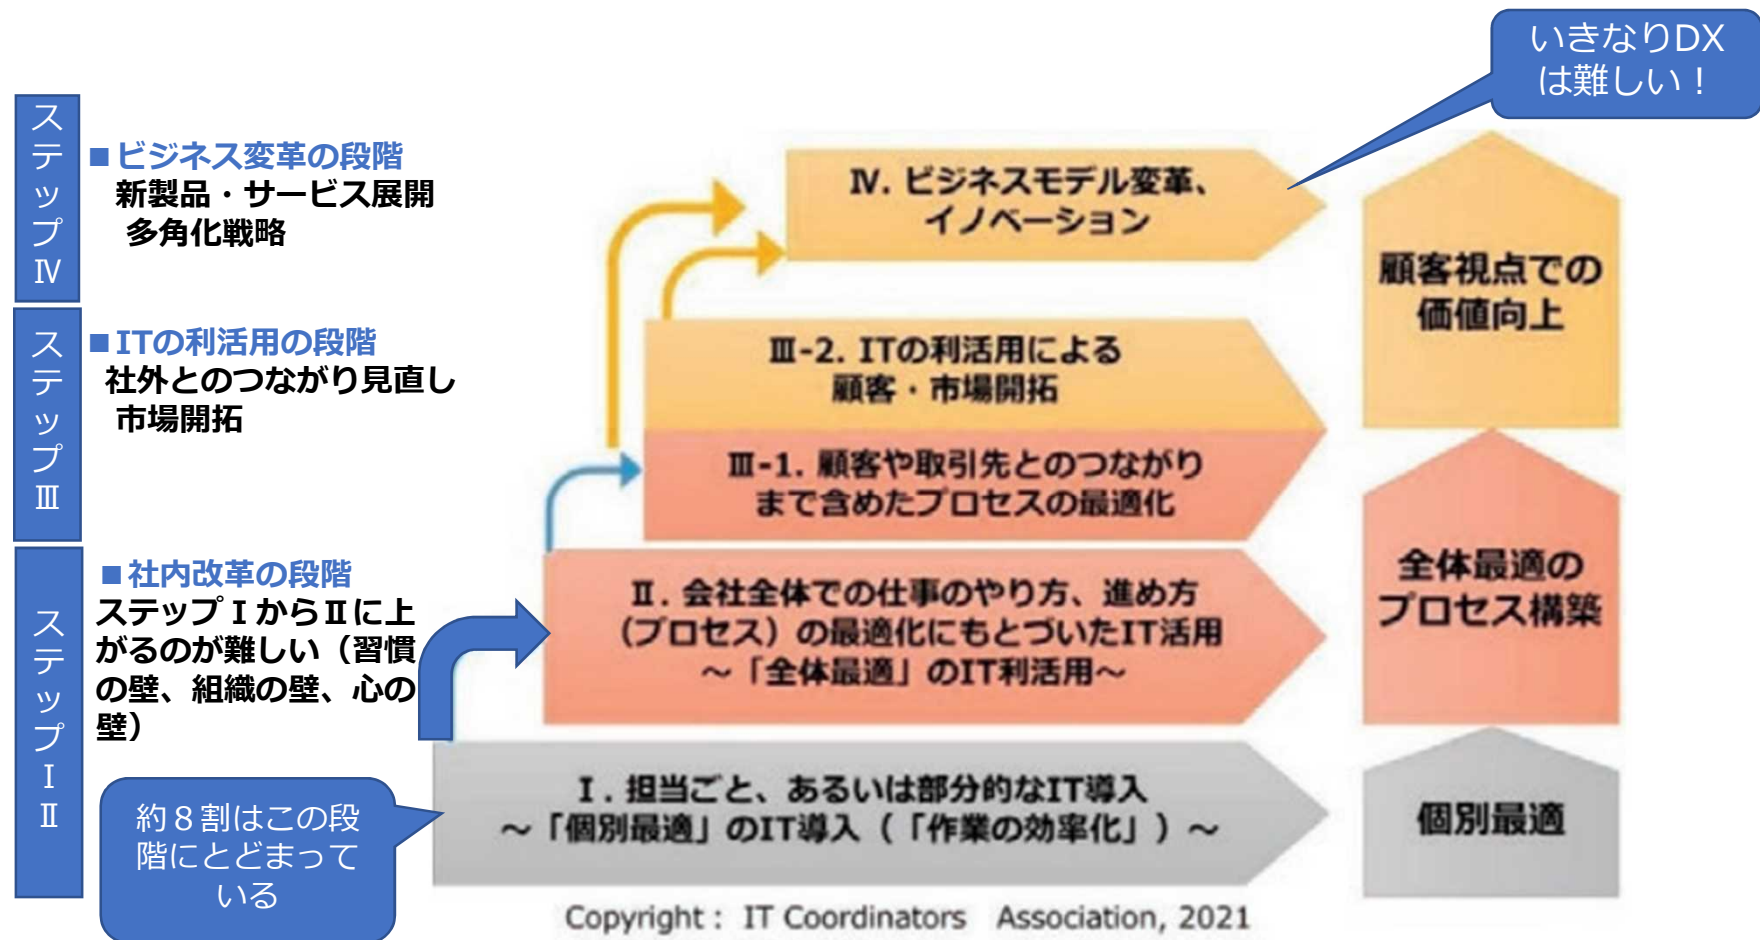 いきなりDX
は難しい！
ステップⅣ
■ビジネス変革の段階
新製品・サービス展開
多角化戦略
Ⅳ. ビジネスモデル変革、
イノベーション
顧客視点での
価値向上
ステップⅢ
■ITの利活用の段階
社外とのつながり見直し
市場開拓
Ⅲ-2. ITの利活用による
顧客・市場開拓
Ⅲ-1. 顧客や取引先とのつながり
まで含めたプロセスの最適化
全体最適の
プロセス構築
ステップⅠⅡ
■社内改革の段階
ステップⅠからⅡに上
がるのが難しい（習慣
の壁、組織の壁、心の
壁）
Ⅱ. 会社全体での仕事のやり方、進め方
（プロセス）の最適化にもとづいたIT活用
～「全体最適」のIT利活用～
Ⅰ. 担当ごと、あるいは部分的なIT導入
～「個別最適」のIT導入（「作業の効率化」）～
個別最適
約８割はこの段
階にとどまって
いる
Copyright： IT Coordinators Association, 2021